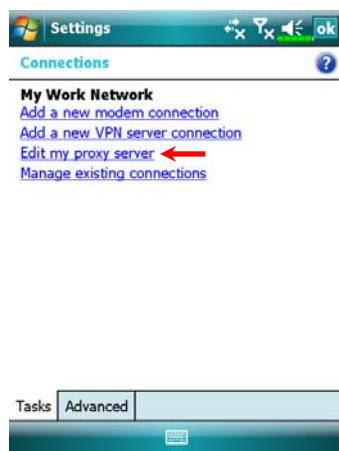 Settings
ok
Connections
?
My Work Network
Add a new modem connection
Add a new VPN server connection
Edit my proxy server
Manage existing connections
Tasks Advanced